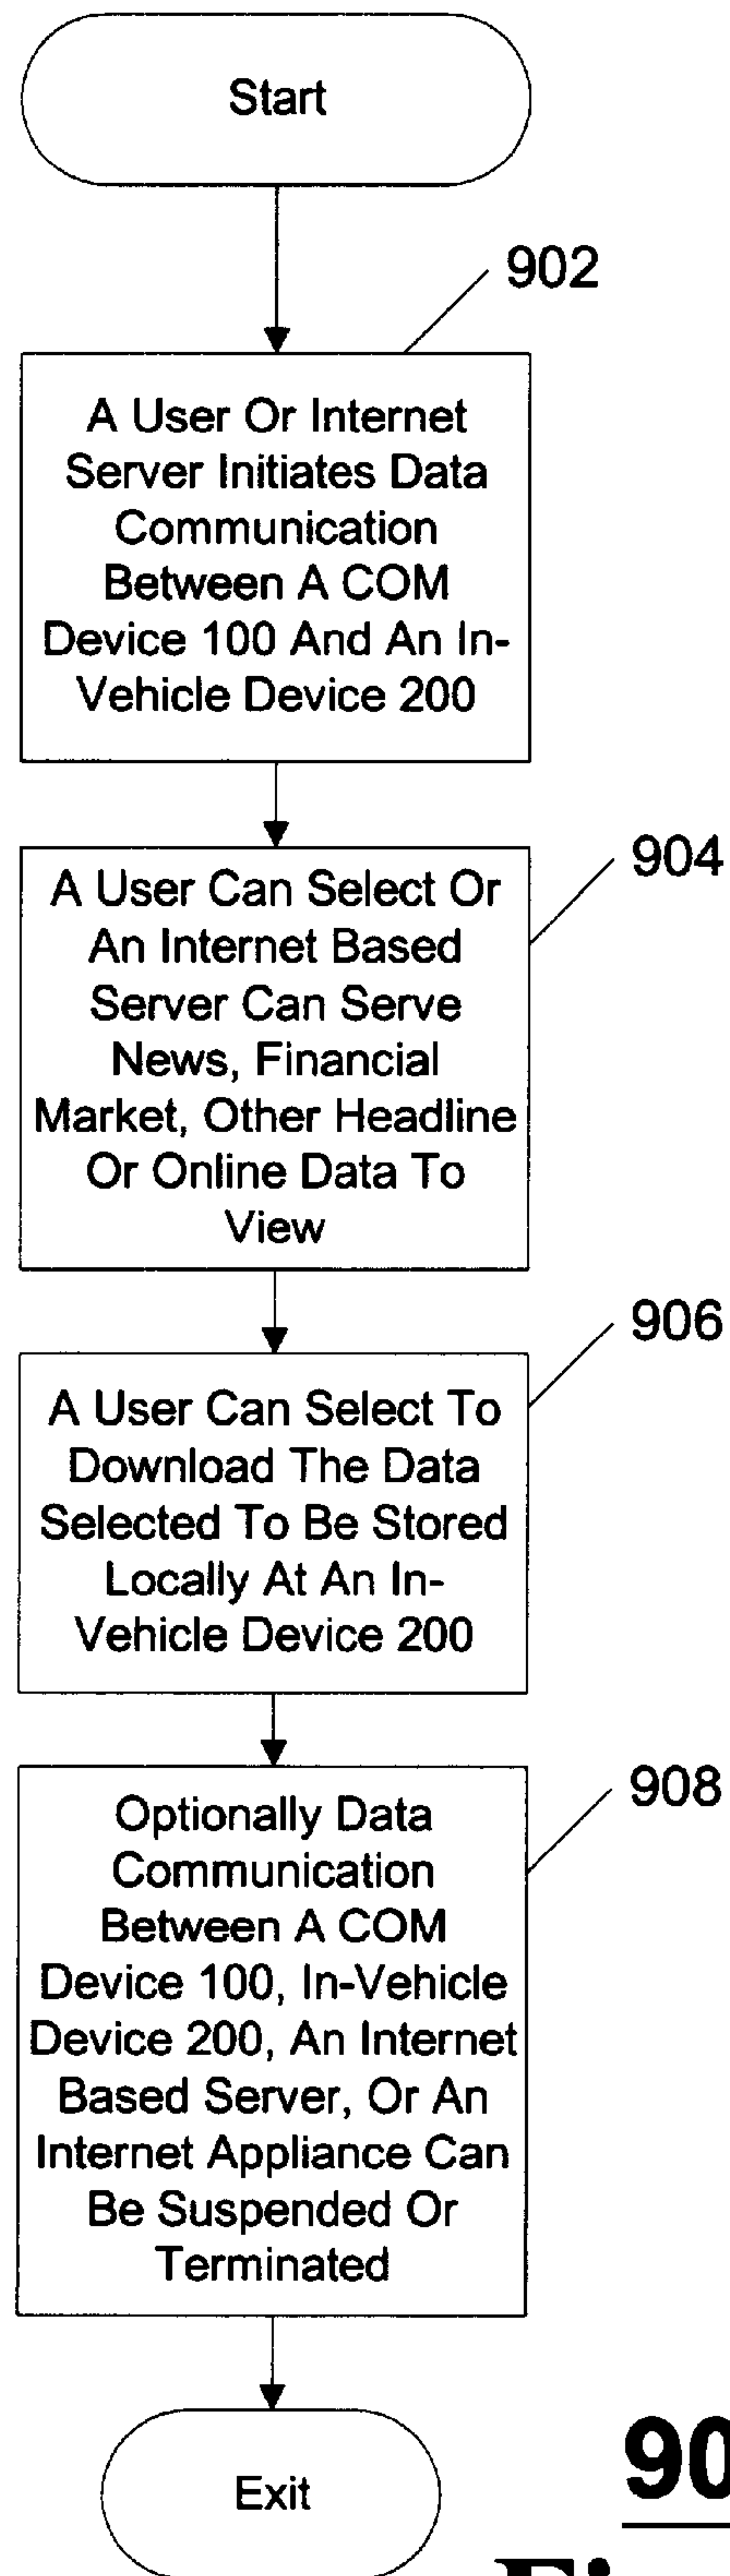 Start
902
A User Or Internet
Server Initiates Data
Communication
Between A COM
Device 100 And An In-
Vehicle Device 200
904
A User Can Select Or
An Internet Based
Server Can Serve
News, Financial
Market, Other Headline
Or Online Data To
View
906
A User Can Select To
Download The Data
Selected To Be Stored
Locally At An In-
Vehicle Device 200
908
Optionally Data
Communication
Between A COM
Device 100, In-Vehicle
Device 200, An Internet
Based Server, Or An
Internet Appliance Can
Be Suspended Or
Terminated
Exit